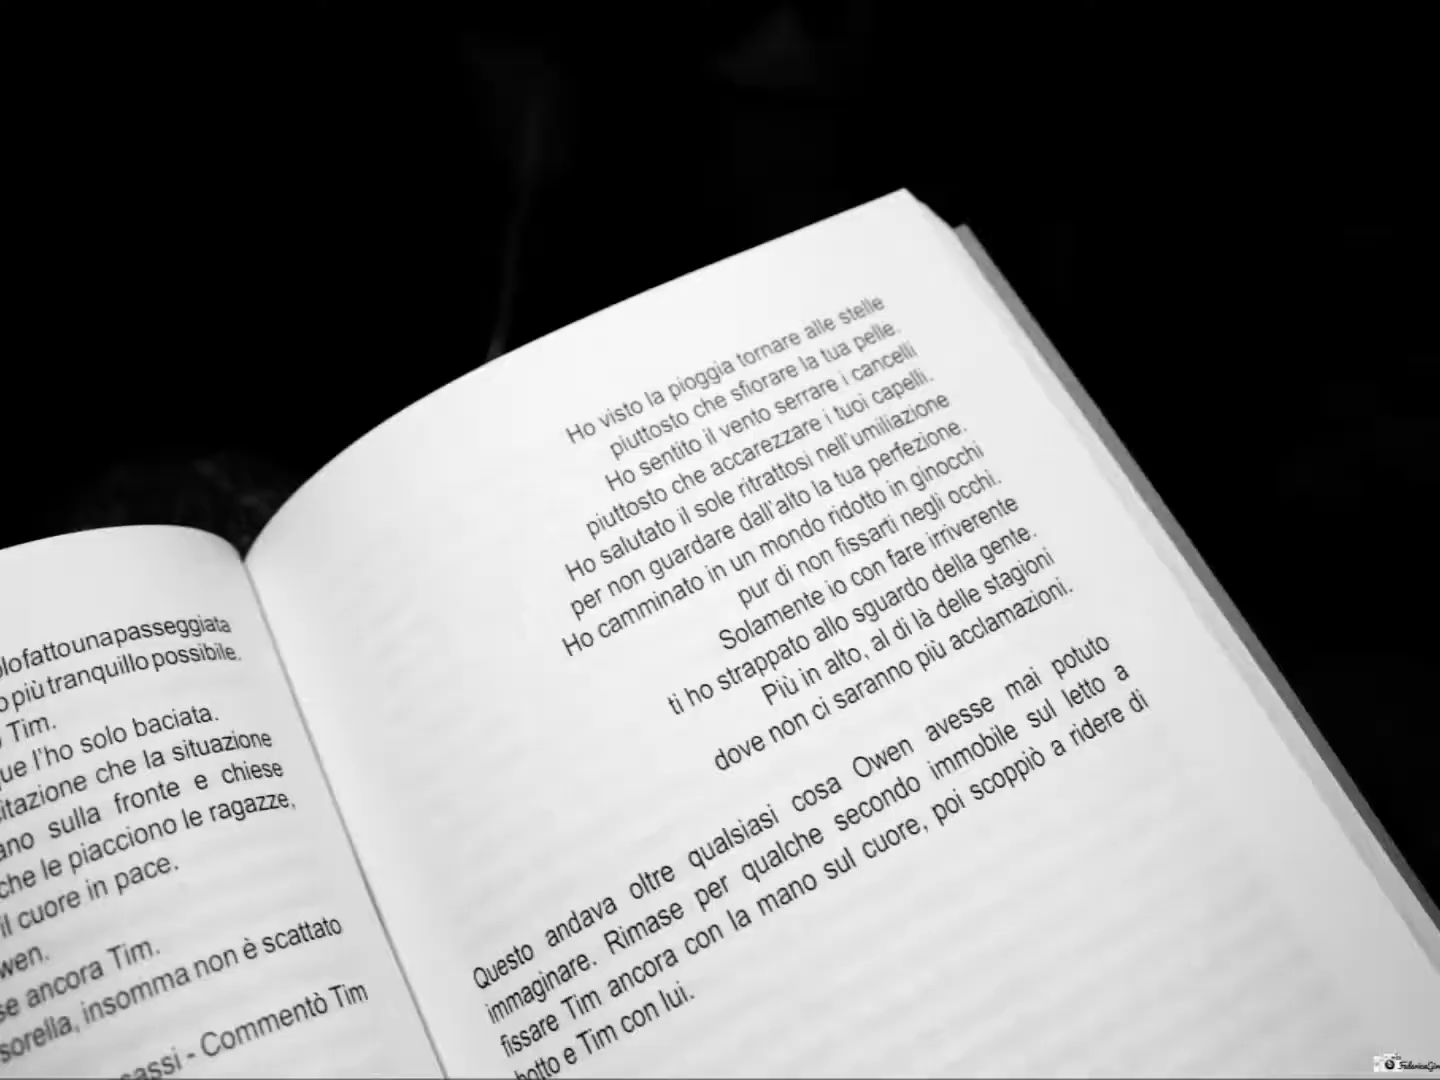 olo fatto una passeggiata
o più tranquillo possibile.
Tim.
ue l'ho solo baciata.
itazione che la situazione
ano sulla fronte e chiese
che le piacciono le ragazze,
il cuore in pace.
wen.
se ancora Tim.
sorella, insomma non è scattato
assi - Commentò Tim
Ho visto la pioggia tornare alle stelle
piuttosto che sfiorare la tua pelle.
Ho sentito il vento serrare i cancelli
piuttosto che accarezzare i tuoi capelli.
Ho salutato il sole ritrattosi nell'umiliazione
per non guardare dall'alto la tua perfezione.
Ho camminato in un mondo ridotto in ginocchi
pur di non fissarti negli occhi.
Solamente io con fare irriverente
ti ho strappato allo sguardo della gente.
Più in alto, al di là delle stagioni
dove non ci saranno più acclamazioni.
Questo andava oltre qualsiasi cosa Owen avesse mai potuto
immaginare. Rimase per qualche secondo immobile sul letto a
fissare Tim ancora con la mano sul cuore, poi scoppiò a ridere di
botto e Tim con lui.